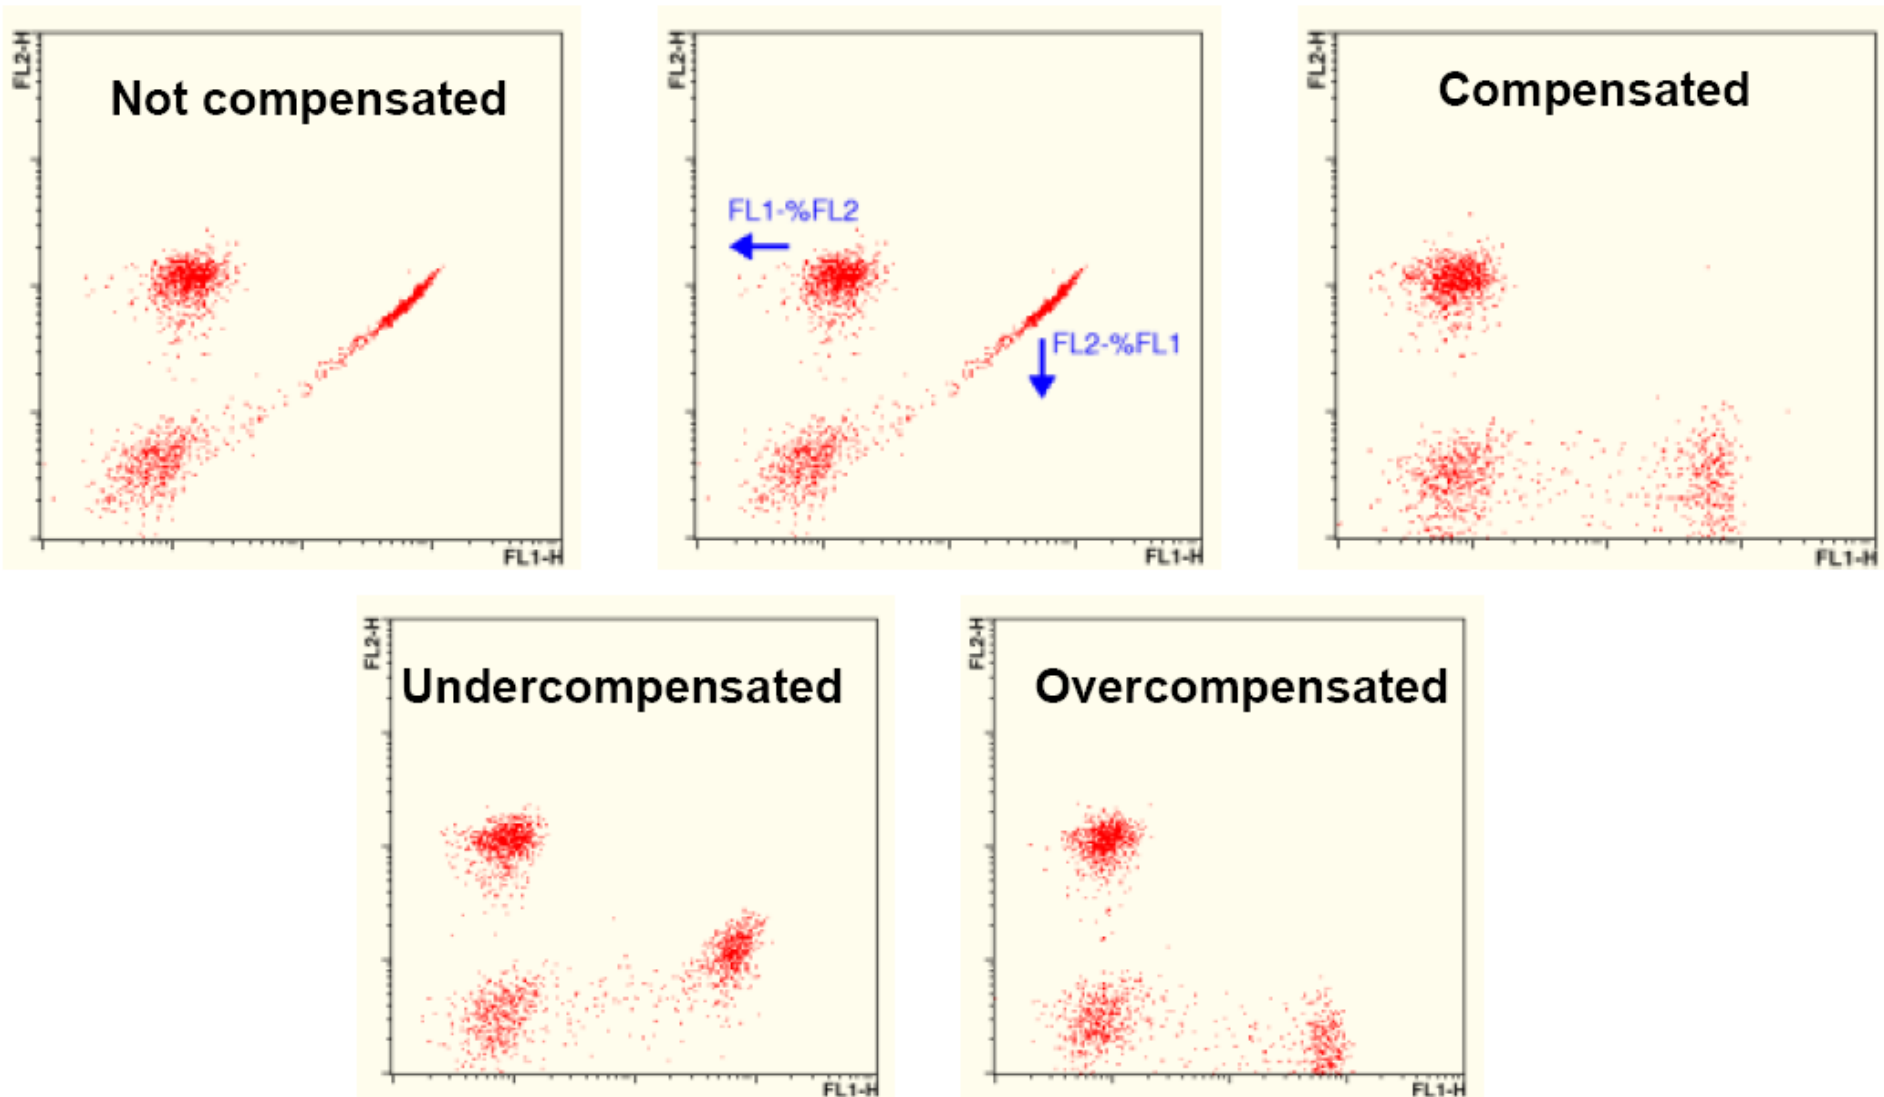 FL2-H
Not compensated
FL1-H
FL2-H
FL1-%FL2
FL2-%FL1
FL1-H
FL2-H
Compensated
FL1-H
FL2-H
Undercompensated
FL1-H
FL2-H
Overcompensated
FL1-H